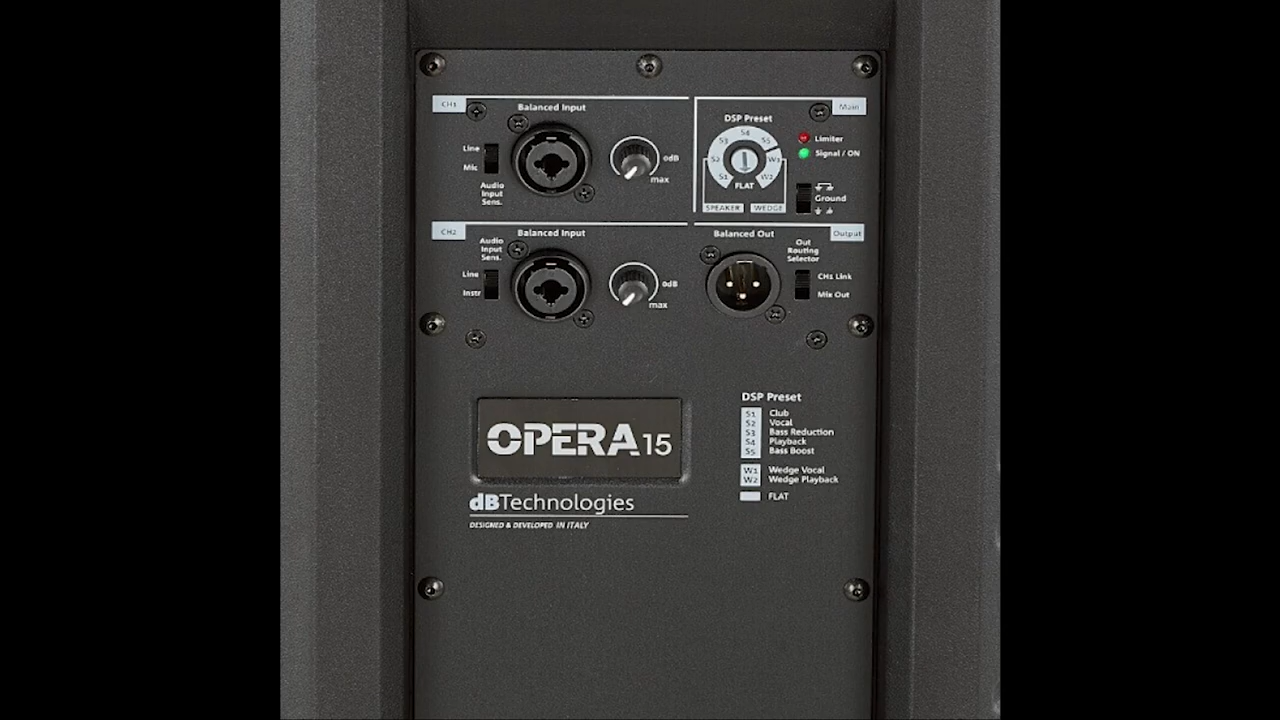 CH1
Balanced Input
Line
Mic
Audio
Input
Sens.
0dB
max
Main
DSP Preset
S1
S2
S3
S4
S5
W1
W2
FLAT
SPEAKER
WEDGE
Limiter
Signal / ON
Ground
CH2
Balanced Input
Audio
Input
Sens.
Line
Instr
0dB
max
Balanced Out
Output
Out
Routing
Selector
CH1 Link
Mix Out
OPERA 15
dBTechnologies
DESIGNED & DEVELOPED IN ITALY
DSP Preset
S1 Club
S2 Vocal
S3 Bass Reduction
S4 Playback
S5 Bass Boost
W1 Wedge Vocal
W2 Wedge Playback
FLAT